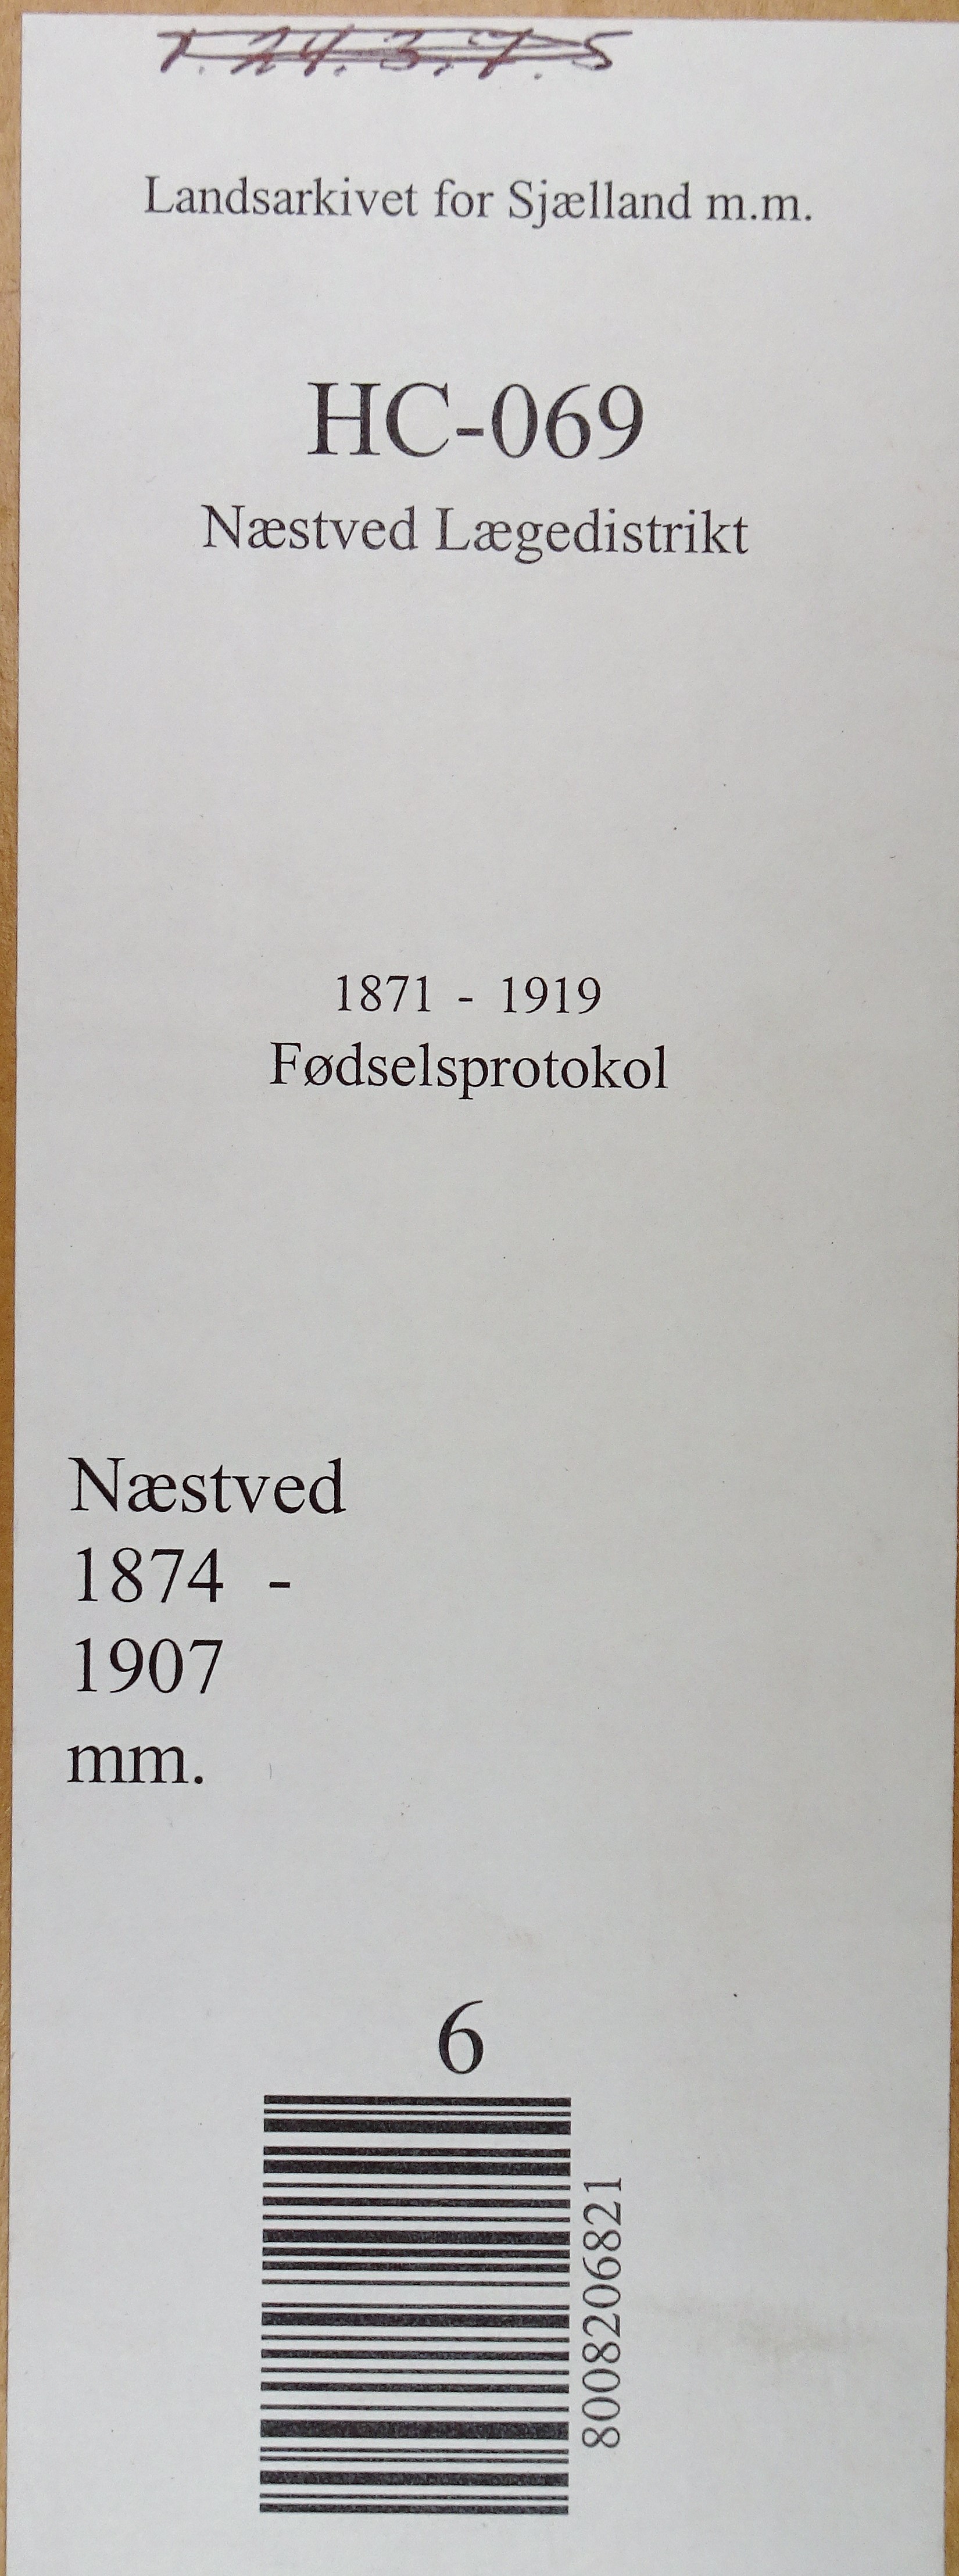 Landsarkivet for Sjælland m.m.
HC-069
Næstved Lægedistrikt
1871 - 1919
Fødselsprotokol
Næstved
1874 -
1907
mm.
6
8008206821